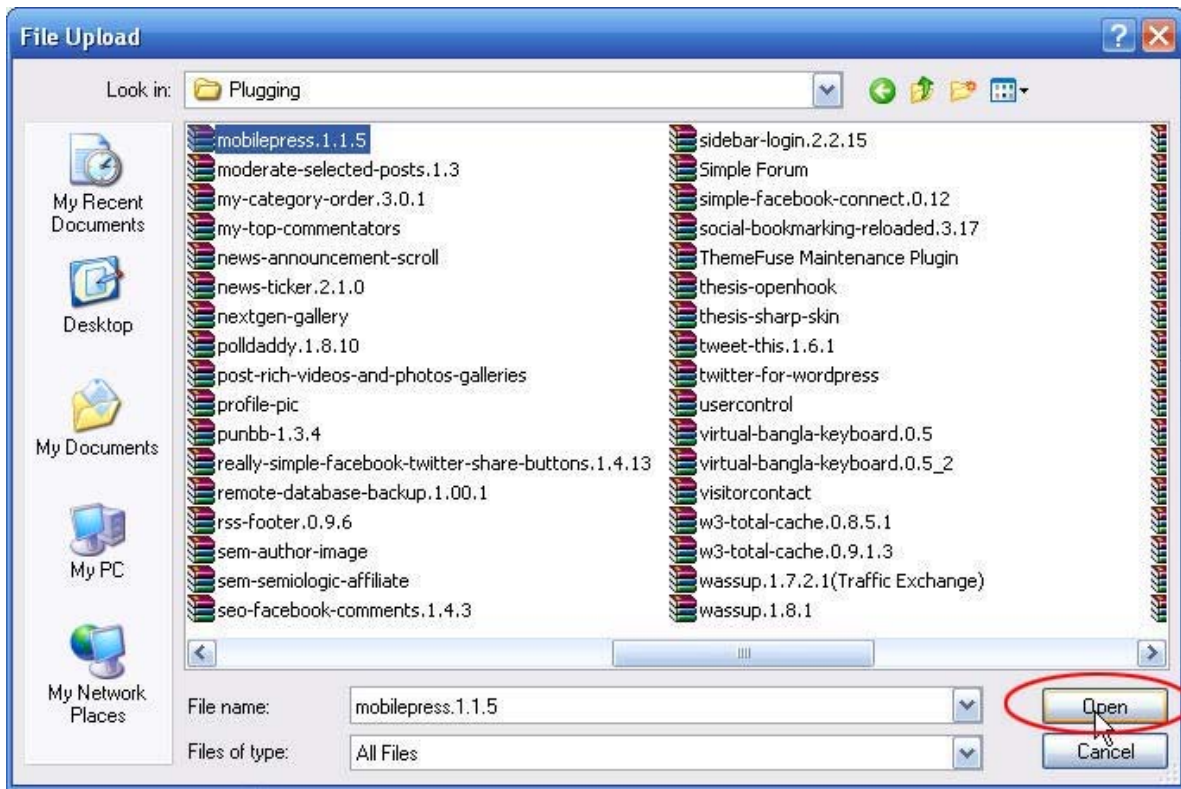 File Upload
Look in:
Plugging
My Recent
Documents
Desktop
My Documents
My PC
My Network
Places
mobilepress.1.1.5
moderate-selected-posts.1.3
my-category-order.3.0.1
my-top-commentators
news-announcement-scroll
news-ticker.2.1.0
nextgen-gallery
polldaddy.1.8.10
post-rich-videos-and-photos-galleries
profile-pic
punbb-1.3.4
really-simple-facebook-twitter-share-buttons.1.4.13
remote-database-backup.1.00.1
rss-footer.0.9.6
sem-author-image
sem-semiologic-affiliate
seo-facebook-comments.1.4.3
sidebar-login.2.2.15
Simple Forum
simple-facebook-connect.0.12
social-bookmarking-reloaded.3.17
ThemeFuse Maintenance Plugin
thesis-openhook
thesis-sharp-skin
tweet-this.1.6.1
twitter-for-wordpress
usercontrol
virtual-bangla-keyboard.0.5
virtual-bangla-keyboard.0.5_2
visitorcontact
w3-total-cache.0.8.5.1
w3-total-cache.0.9.1.3
wassup.1.7.2.1(Traffic Exchange)
wassup.1.8.1
File name:
mobilepress.1.1.5
Open
Files of type:
All Files
Cancel